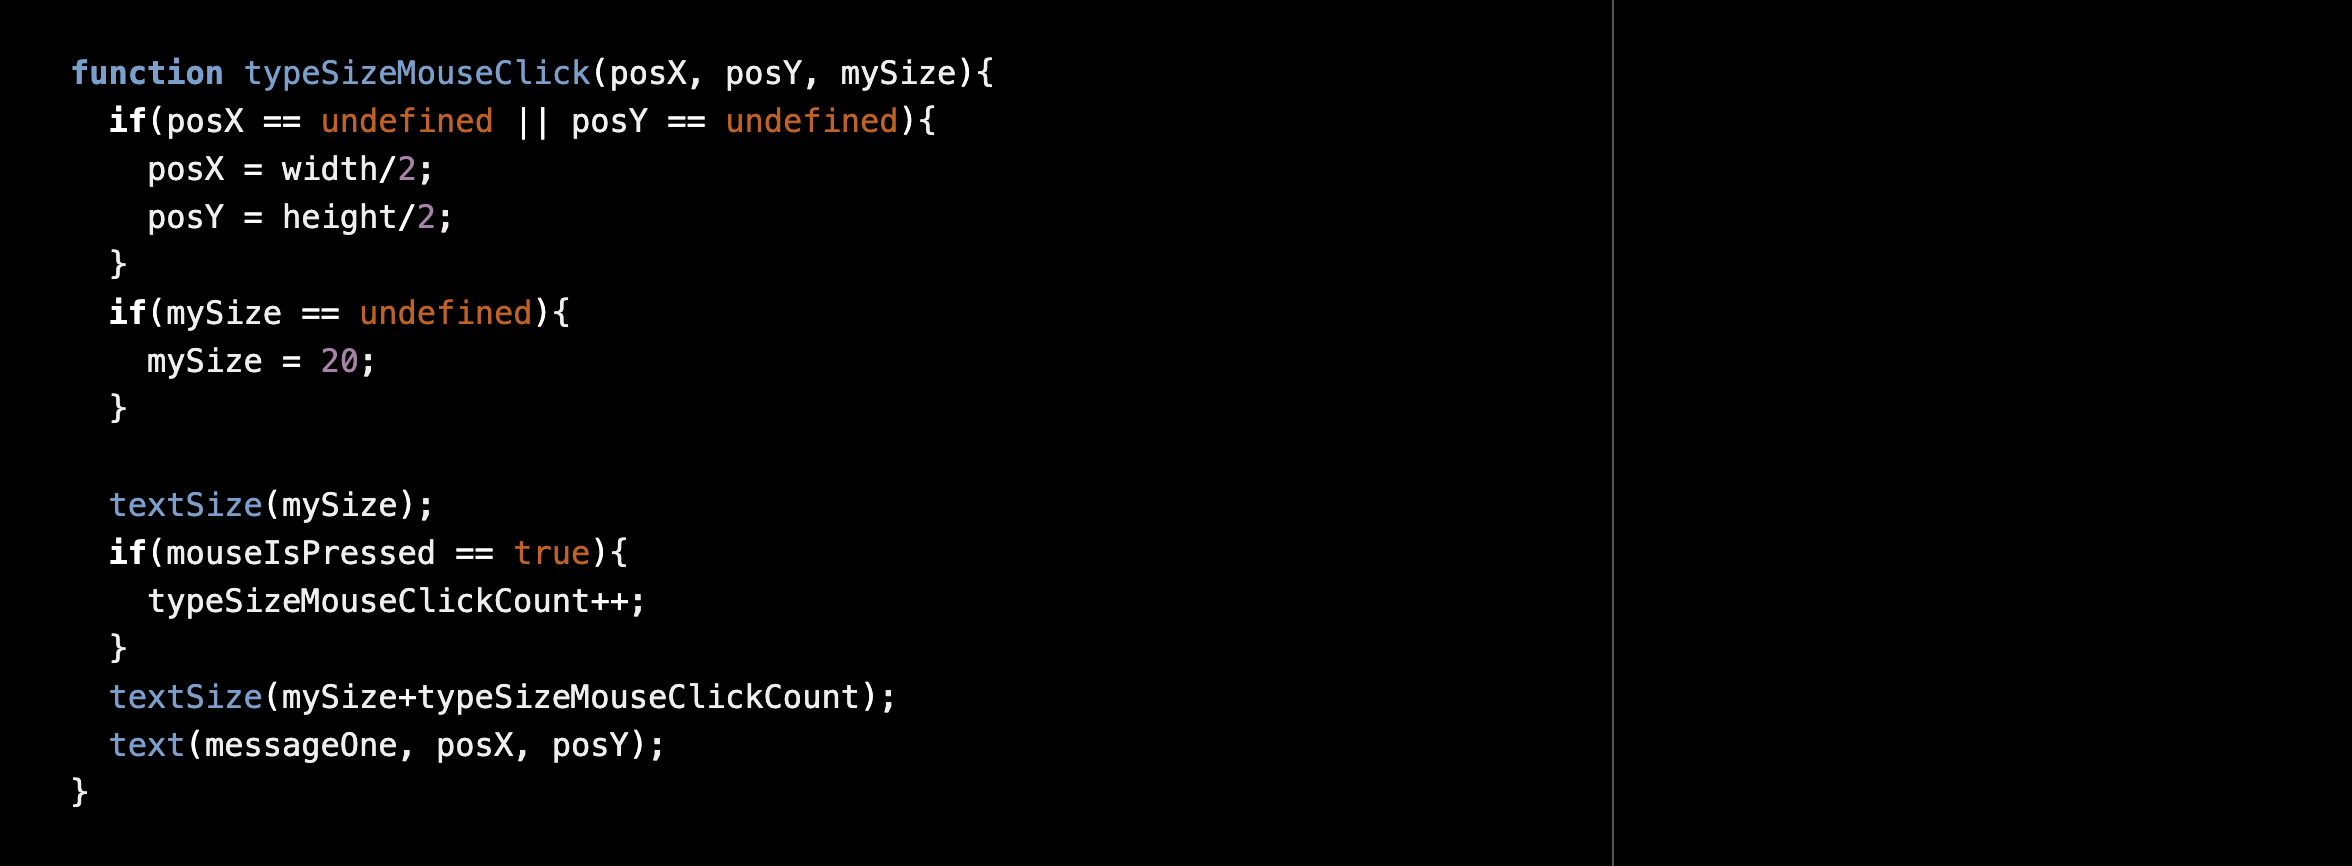 function typeSizeMouseClick(posX, posY, mySize){
  if(posX == undefined || posY == undefined){
    posX = width/2;
    posY = height/2;
  }
  if(mySize == undefined){
    mySize = 20;
  }

  textSize(mySize);
  if(mouseIsPressed == true){
    typeSizeMouseClickCount++;
  }
  textSize(mySize+typeSizeMouseClickCount);
  text(messageOne, posX, posY);
}